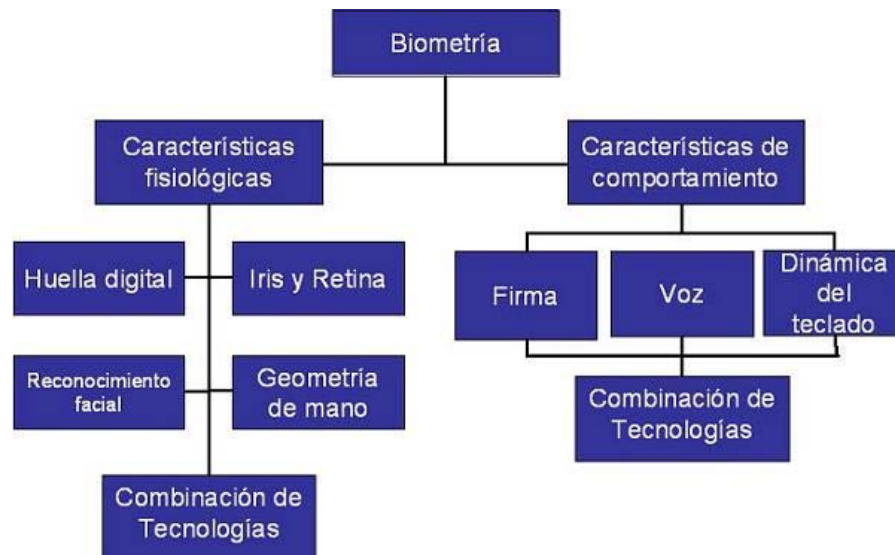 Biometría
Características
fisiológicas
Características de
comportamiento
Huella digital
Iris y Retina
Firma
Voz
Dinámica
del
teclado
Reconocimiento
facial
Geometría
de mano
Combinación de
Tecnologías
Combinación de
Tecnologías